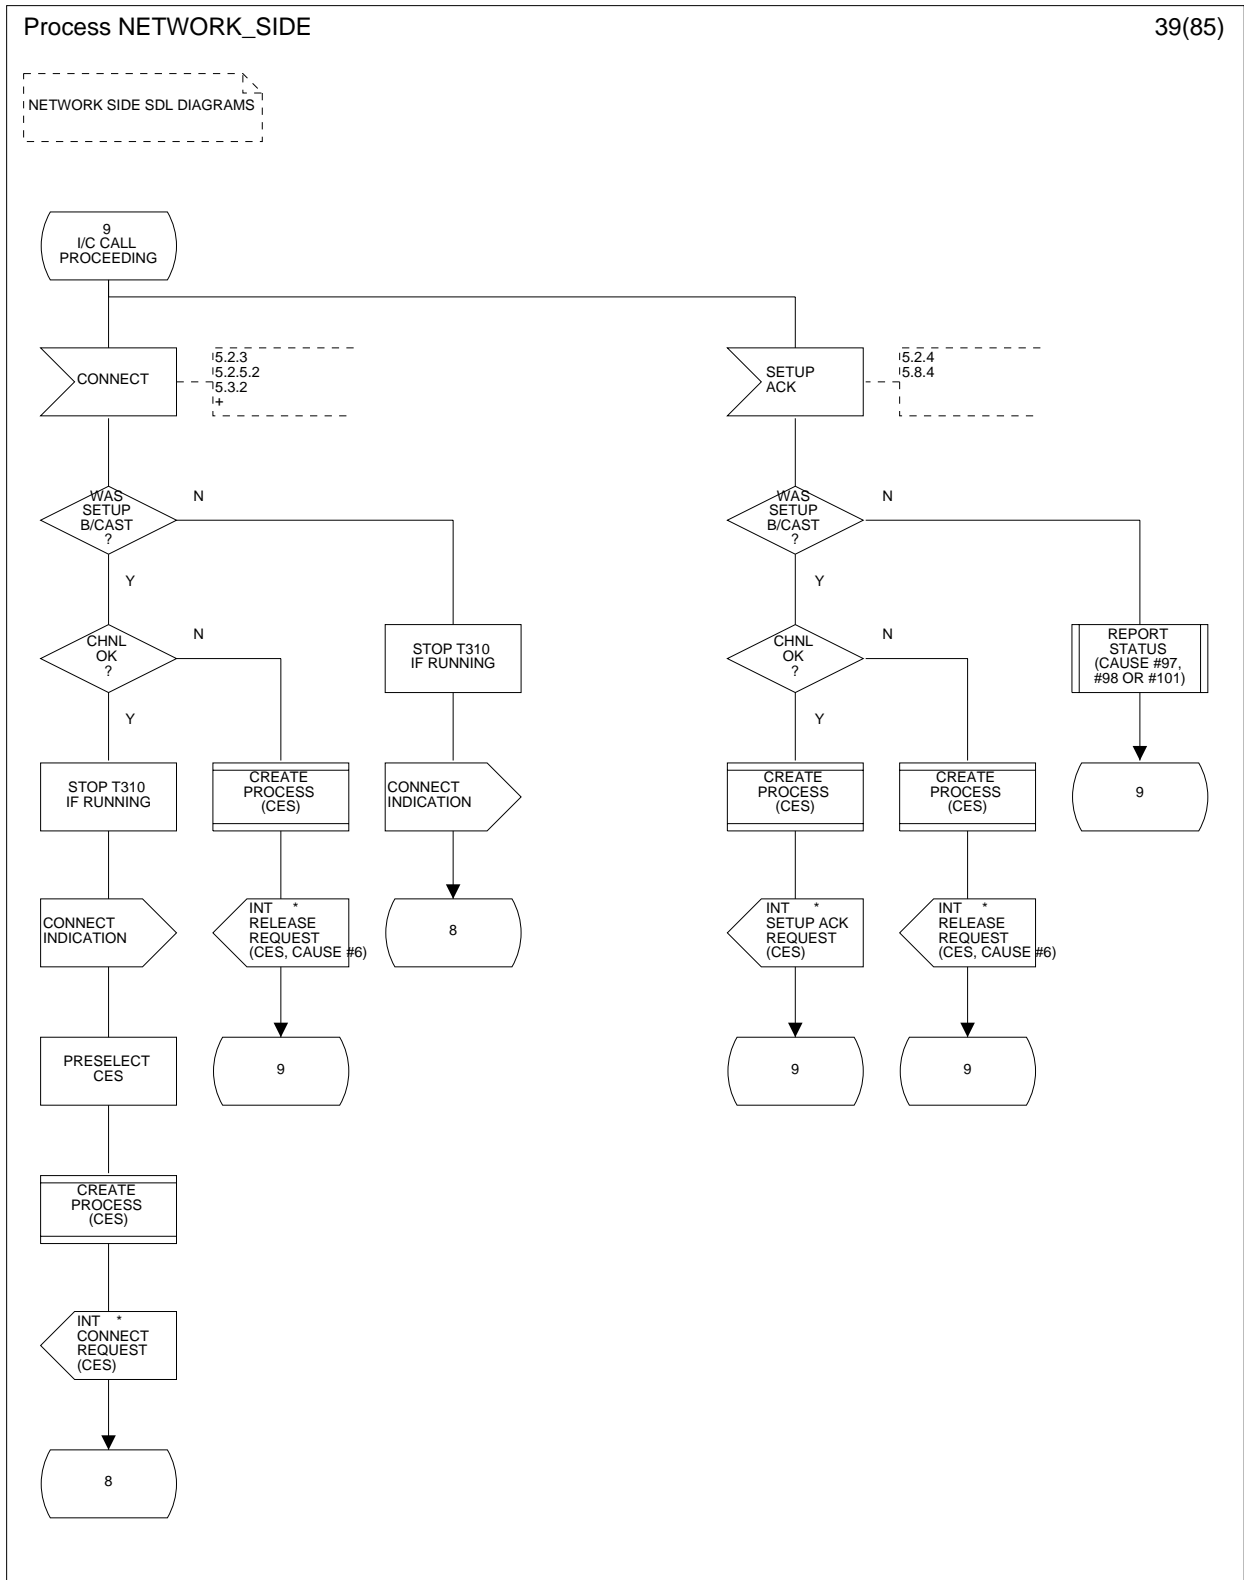 Process NETWORK_SIDE
39(85)
NETWORK SIDE SDL DIAGRAMS
9
I/C CALL
PROCEEDING
CONNECT
5.2.3
5.2.5.2
5.3.2
+
SETUP
ACK
5.2.4
5.8.4
WAS
SETUP
B/CAST
?
N
Y
WAS
SETUP
B/CAST
?
N
Y
CHNL
OK
?
N
Y
STOP T310
IF RUNNING
CHNL
OK
?
N
Y
REPORT
STATUS
(CAUSE #97,
#98 OR #101)
STOP T310
IF RUNNING
CREATE
PROCESS
(CES)
CONNECT
INDICATION
CREATE
PROCESS
(CES)
CREATE
PROCESS
(CES)
9
CONNECT
INDICATION
INT *
RELEASE
REQUEST
(CES, CAUSE #6)
8
INT *
SETUP ACK
REQUEST
(CES)
INT *
RELEASE
REQUEST
(CES, CAUSE #6)
PRESELECT
CES
9
9
9
CREATE
PROCESS
(CES)
INT *
CONNECT
REQUEST
(CES)
8